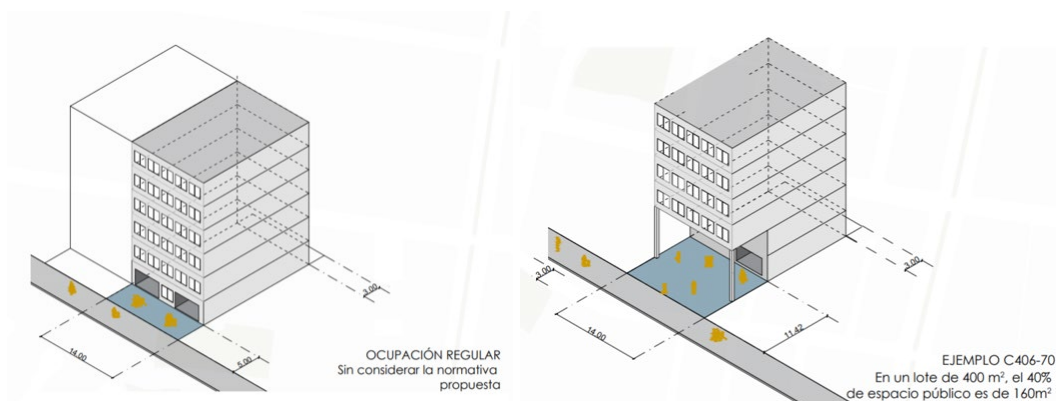 3.00
14.00
5.00
OCUPACIÓN REGULAR
Sin considerar la normativa
propuesta
3.00
3.00
14.00
11.42
EJEMPLO C406-70
En un lote de 400 m², el 40%
de espacio público es de 160m²